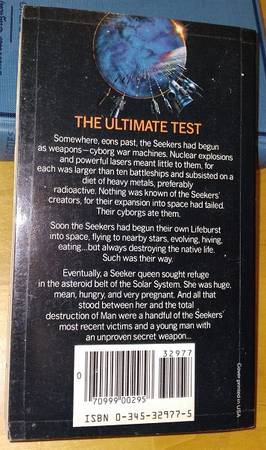 THE ULTIMATE TEST
Somewhere, eons past, the Seekers had begun
as weapons—cyborg war machines. Nuclear explosions
and powerful lasers meant little to them, for
each was larger than ten battleships and subsisted on a
diet of heavy metals, preferably
radioactive. Nothing was known of the Seekers'
creators, for their expansion into space had failed.
Their cyborgs ate them.
Soon the Seekers had begun their own Lifeburst
into space, flying to nearby stars, evolving, hiving,
eating...but always destroying the native life.
Such was their way.
Eventually, a Seeker queen sought refuge
in the asteroid belt of the Solar System. She was huge,
mean, hungry, and very pregnant. And all that
stood between her and the total
destruction of Man were a handful of the Seekers'
most recent victims and a young man with
an unproven secret weapon...
32977
0
70999 00295
ISBN 0-345-32977-5
Cover printed in USA